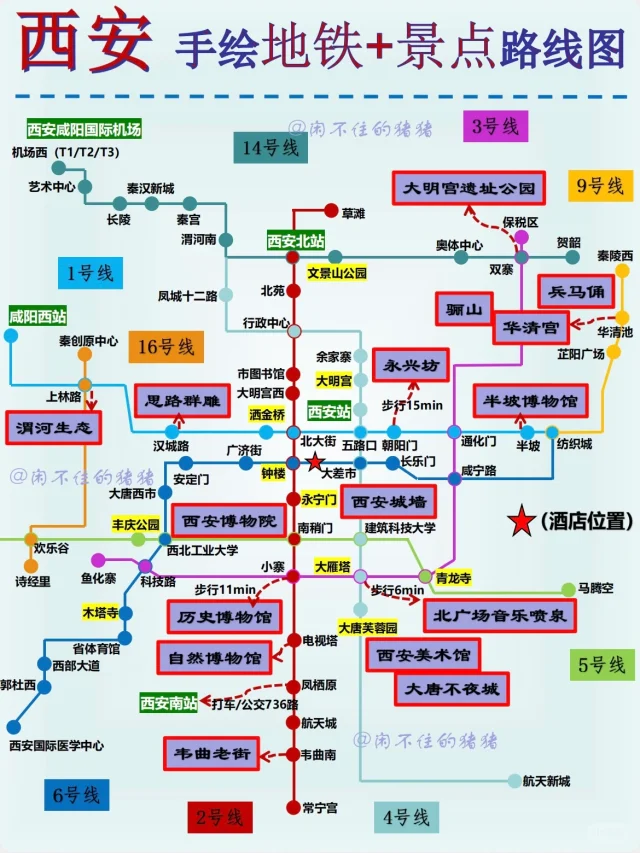 西安 手绘地铁+景点路线图
@闲不住的猪猪
3号线
西安咸阳国际机场
14号线
机场西（T1/T2/T3）
大明宫遗址公园
9号线
艺术中心
秦汉新城
草滩
保税区
长陵
秦宫
渭河南
西安北站
奥体中心
贺韶
双寨
秦陵西
1号线
文景山公园
凤城十二路
北苑
兵马俑
骊山
咸阳西站
行政中心
华清宫
华清池
秦创原中心
16号线
余家寨
永兴坊
芷阳广场
市图书馆
大明宫
上林路
思路群雕
大明宫西
步行15min
半坡博物馆
渭河生态
洒金桥
西安站
汉城路
北大街
五路口
朝阳门
通化门
半坡
纺织城
广济街
@闲不住的猪猪
安定门
钟楼
大差市
长乐门
咸宁路
大唐西市
永宁门
西安城墙
西安博物院
(酒店位置)
丰庆公园
南稍门
建筑科技大学
欢乐谷
西北工业大学
诗经里
鱼化寨
科技路
小寨
大雁塔
青龙寺
马腾空
步行11min
步行6min
木塔寺
历史博物馆
北广场音乐喷泉
大唐芙蓉园
省体育馆
电视塔
自然博物馆
西安美术馆
5号线
西部大道
郭杜西
凤栖原
大唐不夜城
西安南站
打车/公交736路
航天城
@闲不住的猪猪
西安国际医学中心
韦曲老街
韦曲南
航天新城
6号线
常宁宫
2号线
4号线